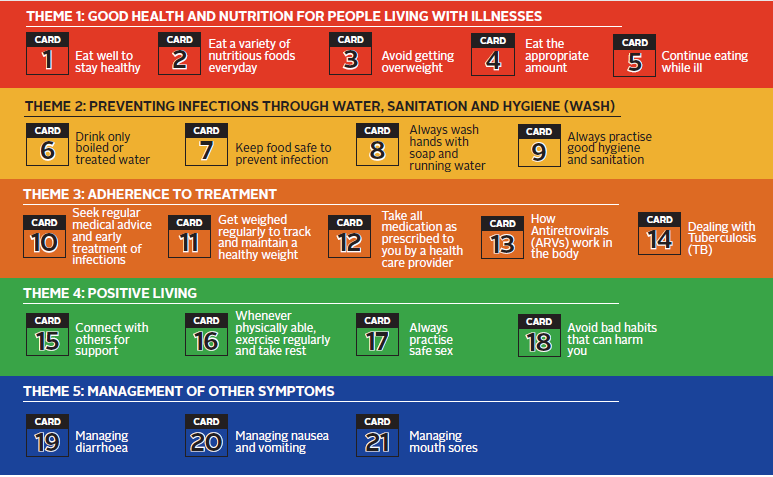 THEME 1: GOOD HEALTH AND NUTRITION FOR PEOPLE LIVING WITH ILLNESSES
CARD
1
Eat well to
stay healthy
CARD
2
Eat a variety of
nutritious foods
everyday
CARD
3
Avoid getting
overweight
CARD
4
Eat the
appropriate
amount
CARD
5
Continue eating
while ill
THEME 2: PREVENTING INFECTIONS THROUGH WATER, SANITATION AND HYGIENE (WASH)
CARD
6
Drink only
boiled or
treated water
CARD
7
Keep food safe to
prevent infection
CARD
8
Always wash
hands with
soap and
running water
CARD
9
Always practise
good hygiene
and sanitation
THEME 3: ADHERENCE TO TREATMENT
CARD
10
Seek regular
medical advice
and early
treatment of
infections
CARD
11
Get weighed
regularly to track
and maintain a
healthy weight
CARD
12
Take all
medication as
prescribed to
you by a health
care provider
CARD
13
How
Antiretrovirals
(ARVs) work in
the body
CARD
14
Dealing with
Tuberculosis
(TB)
THEME 4: POSITIVE LIVING
CARD
15
Connect with
others for
support
CARD
16
Whenever
physically able,
exercise regularly
and take rest
CARD
17
Always
practise
safe sex
CARD
18
Avoid bad habits
that can harm
you
THEME 5: MANAGEMENT OF OTHER SYMPTOMS
CARD
19
Managing
diarrhoea
CARD
20
Managing nausea
and vomiting
CARD
21
Managing
mouth sores